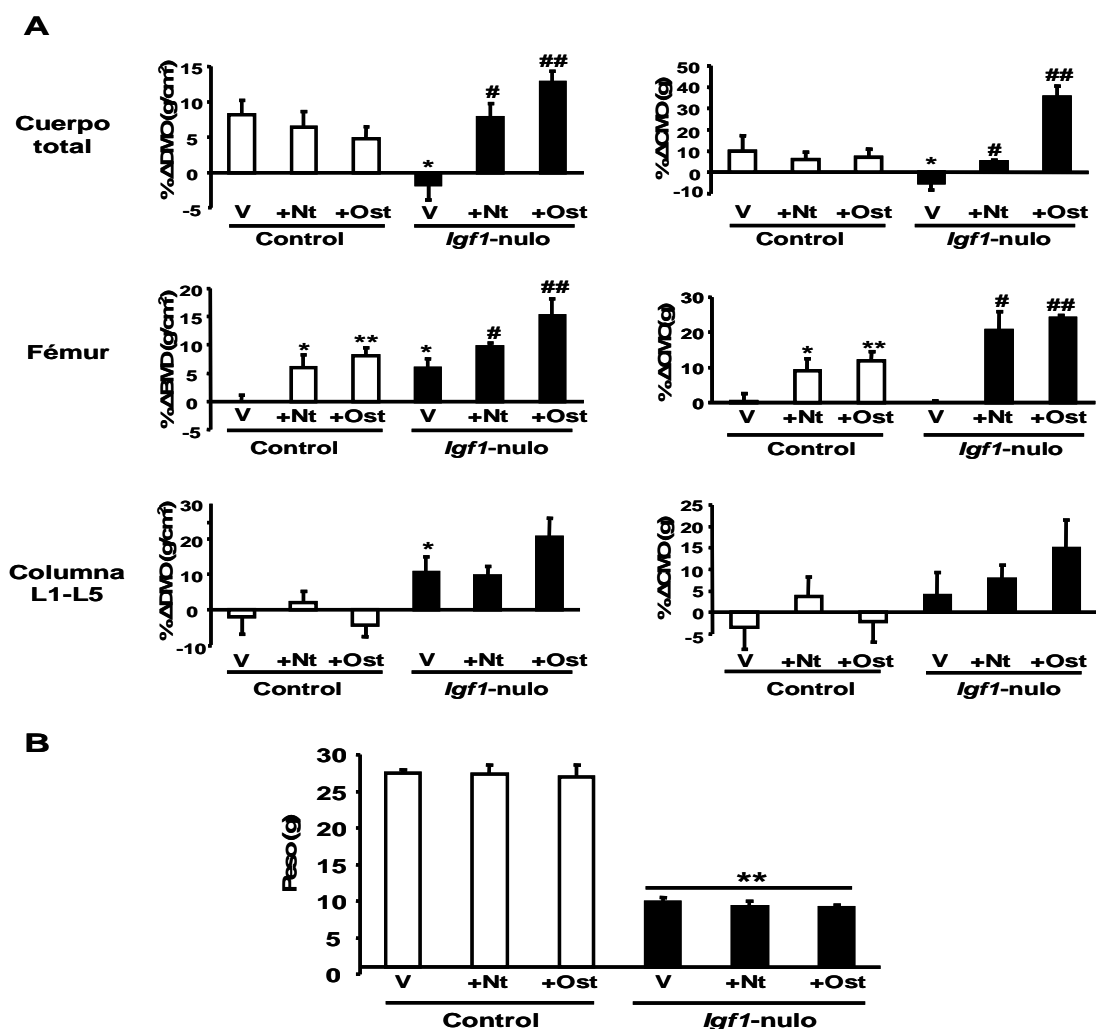 A
Cuerpo total
%ΔDMO (g/cm²)
15
10
5
0
-5
*
#
##
V +Nt +Ost V +Nt +Ost
Control Igf1-nulo
%ΔCMO (g)
50
40
30
20
10
0
-10
*
#
##
V +Nt +Ost V +Nt +Ost
Control Igf1-nulo
Fémur
%ΔBMD (g/cm²)
20
15
10
5
0
-5
* ** * # ##
V +Nt +Ost V +Nt +Ost
Control Igf1-nulo
%ΔCMO (g)
30
20
10
0
* ** # ##
V +Nt +Ost V +Nt +Ost
Control Igf1-nulo
Columna
L1-L5
%ΔDMO (g/cm²)
30
20
10
0
-10
*
V +Nt +Ost V +Nt +Ost
Control Igf1-nulo
%ΔCMO (g)
25
20
15
10
5
0
-5
V +Nt +Ost V +Nt +Ost
Control Igf1-nulo
B
Peso (g)
30
25
20
15
10
5
0
**
V +Nt +Ost V +Nt +Ost
Control Igf1-nulo